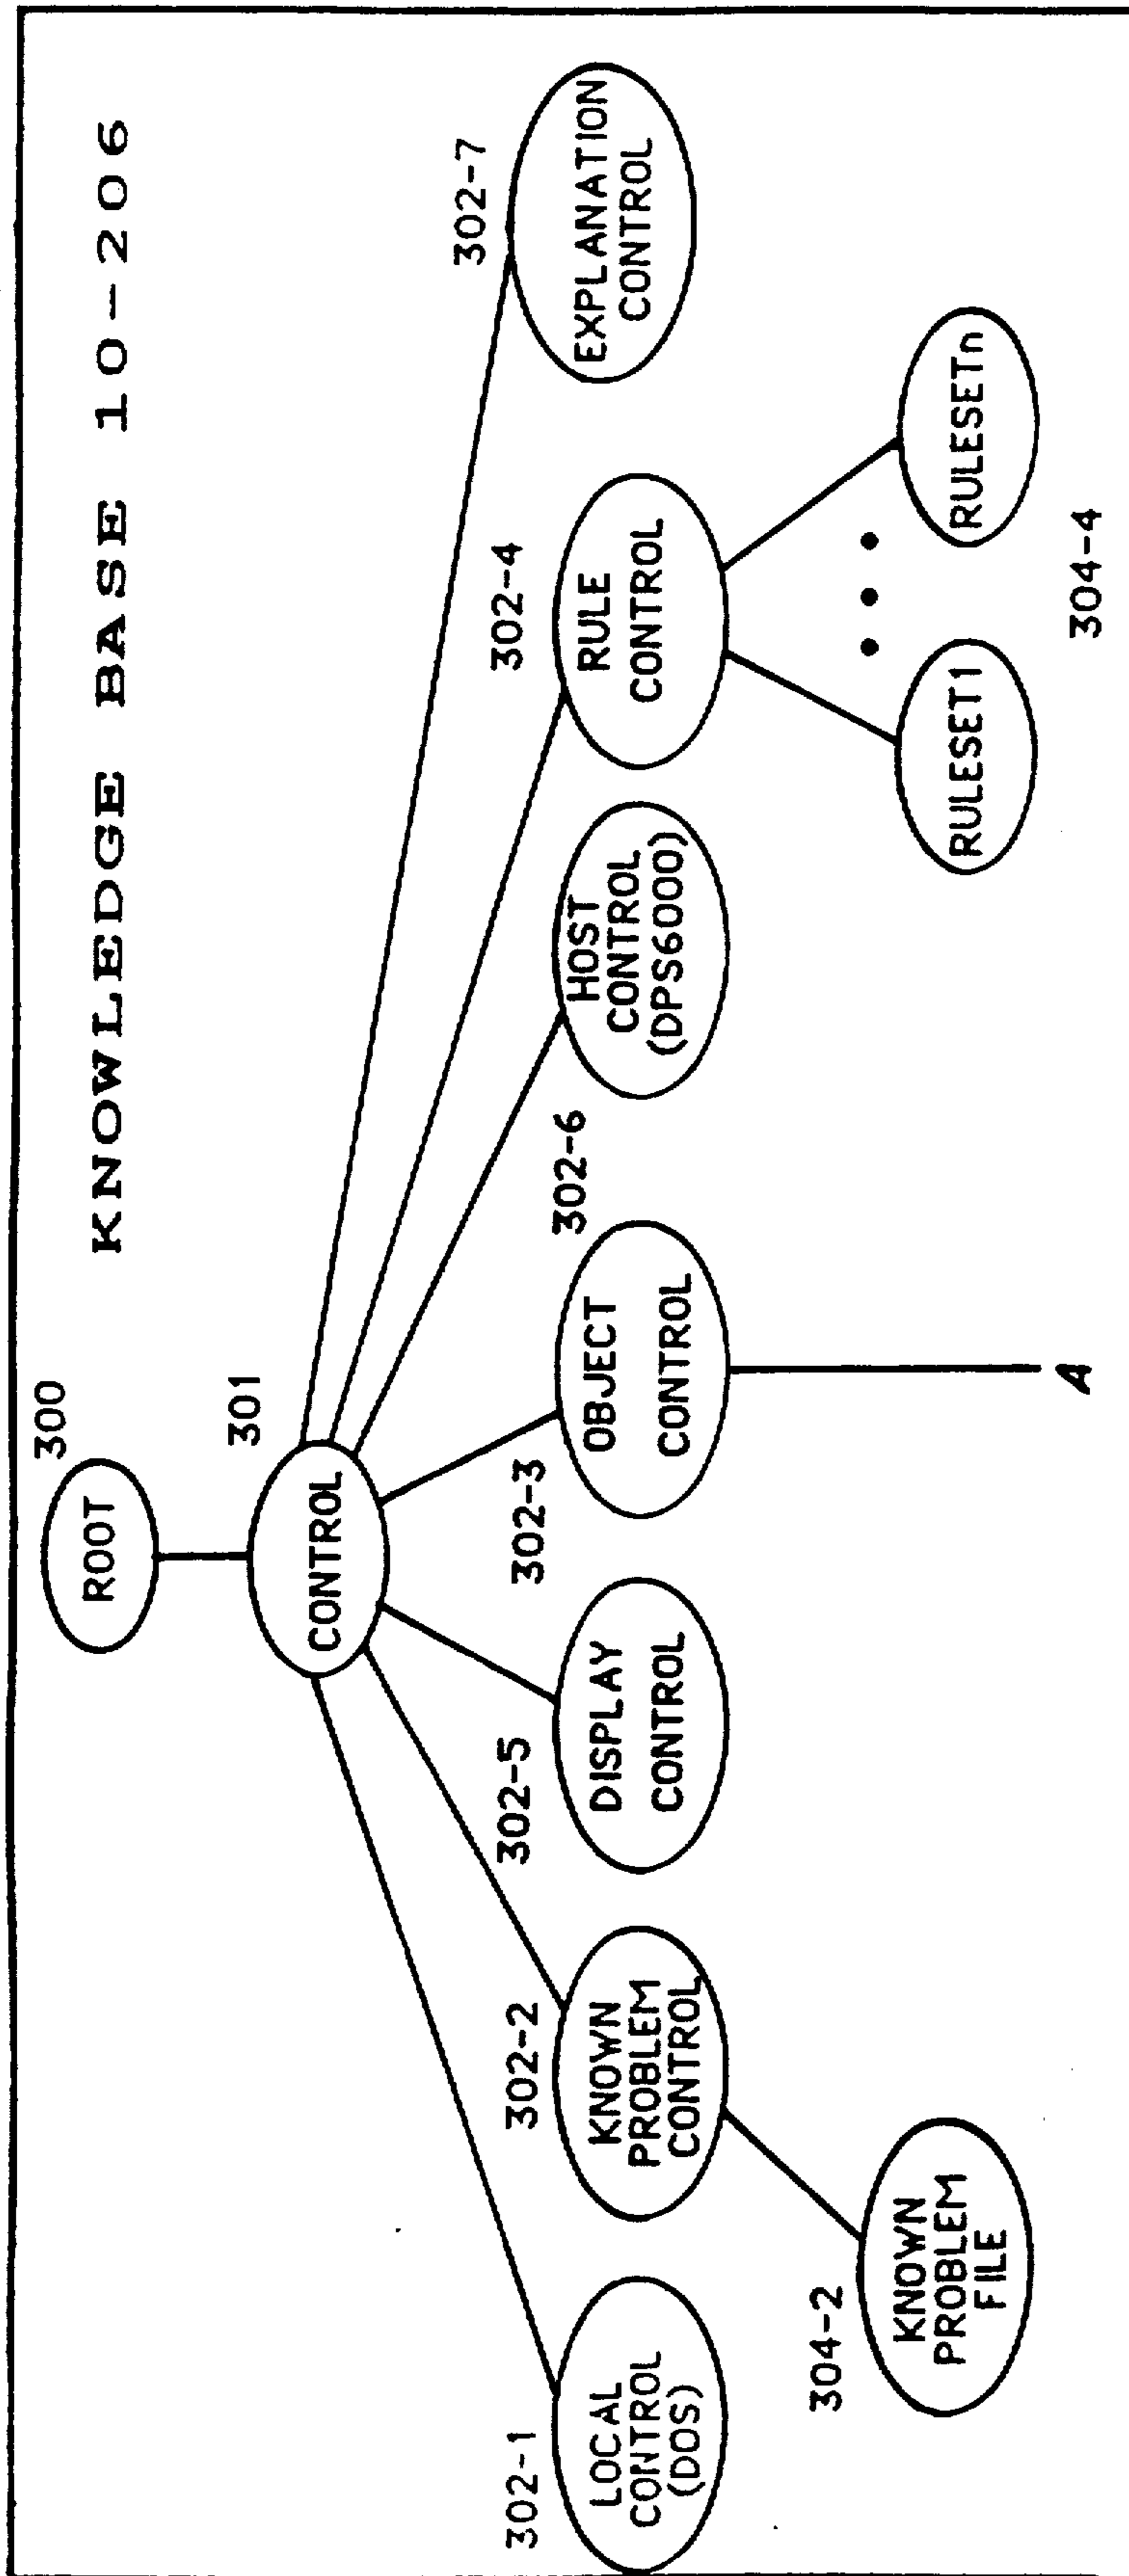 KNOWLEDGE BASE 10-206
300
ROOT
301
CONTROL
302-1
LOCAL
CONTROL
(DOS)
302-2
KNOWN
PROBLEM
CONTROL
302-5
DISPLAY
CONTROL
302-3
OBJECT
CONTROL
302-6
HOST
CONTROL
(DPS6000)
302-4
RULE
CONTROL
302-7
EXPLANATION
CONTROL
304-2
KNOWN
PROBLEM
FILE
A
RULESET1
RULESETn
304-4